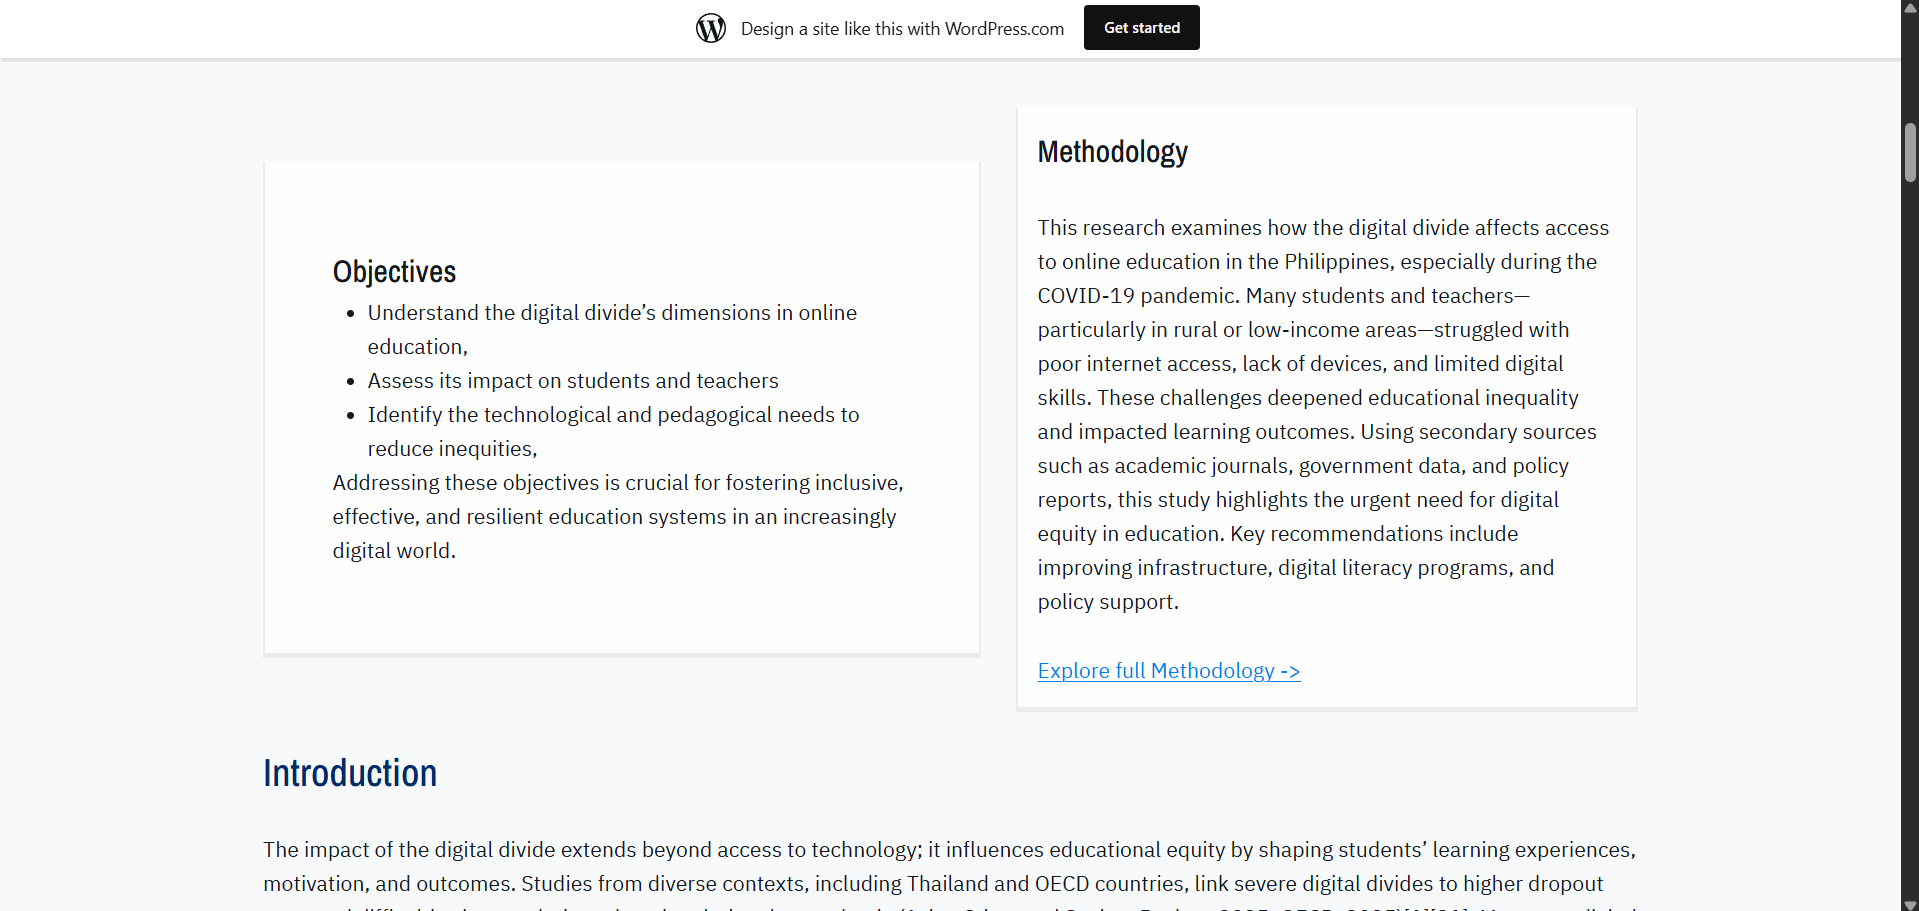 Design a site like this with WordPress.com
Get started
Objectives
• Understand the digital divide’s dimensions in online
education,
• Assess its impact on students and teachers
• Identify the technological and pedagogical needs to
reduce inequities,
Addressing these objectives is crucial for fostering inclusive,
effective, and resilient education systems in an increasingly
digital world.
Methodology
This research examines how the digital divide affects access
to online education in the Philippines, especially during the
COVID-19 pandemic. Many students and teachers—
particularly in rural or low-income areas—struggled with
poor internet access, lack of devices, and limited digital
skills. These challenges deepened educational inequality
and impacted learning outcomes. Using secondary sources
such as academic journals, government data, and policy
reports, this study highlights the urgent need for digital
equity in education. Key recommendations include
improving infrastructure, digital literacy programs, and
policy support.
Explore full Methodology ->
Introduction
The impact of the digital divide extends beyond access to technology; it influences educational equity by shaping students’ learning experiences,
motivation, and outcomes. Studies from diverse contexts, including Thailand and OECD countries, link severe digital divides to higher dropout